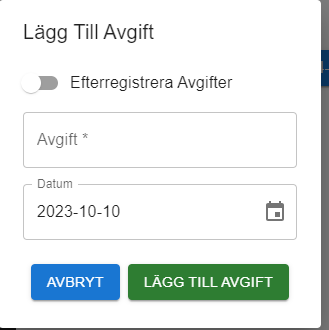 Lägg Till Avgift
Efterregistrera Avgifter
Avgift *
Datum
2023-10-10
AVBRYT
LÄGG TILL AVGIFT